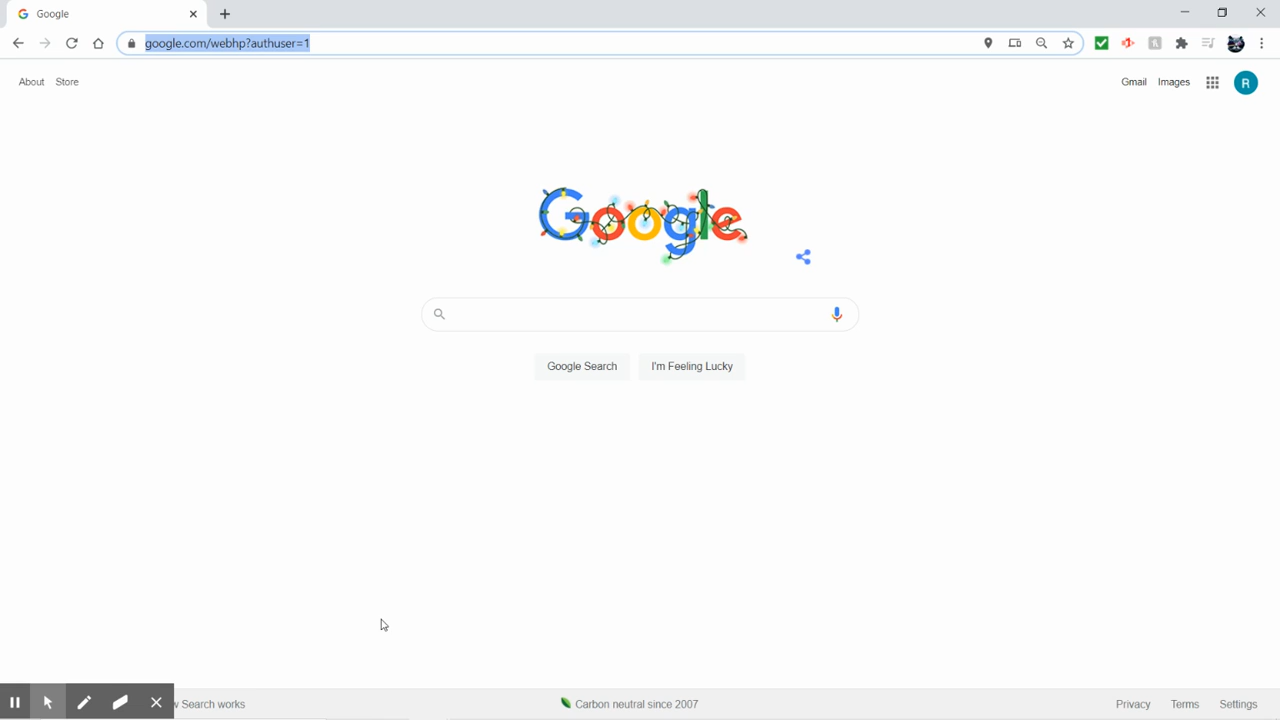 Google
google.com/webhp?authuser=1
About Store
Gmail Images
R
Google
Google Search I'm Feeling Lucky
w Search works
Carbon neutral since 2007
Privacy Terms Settings